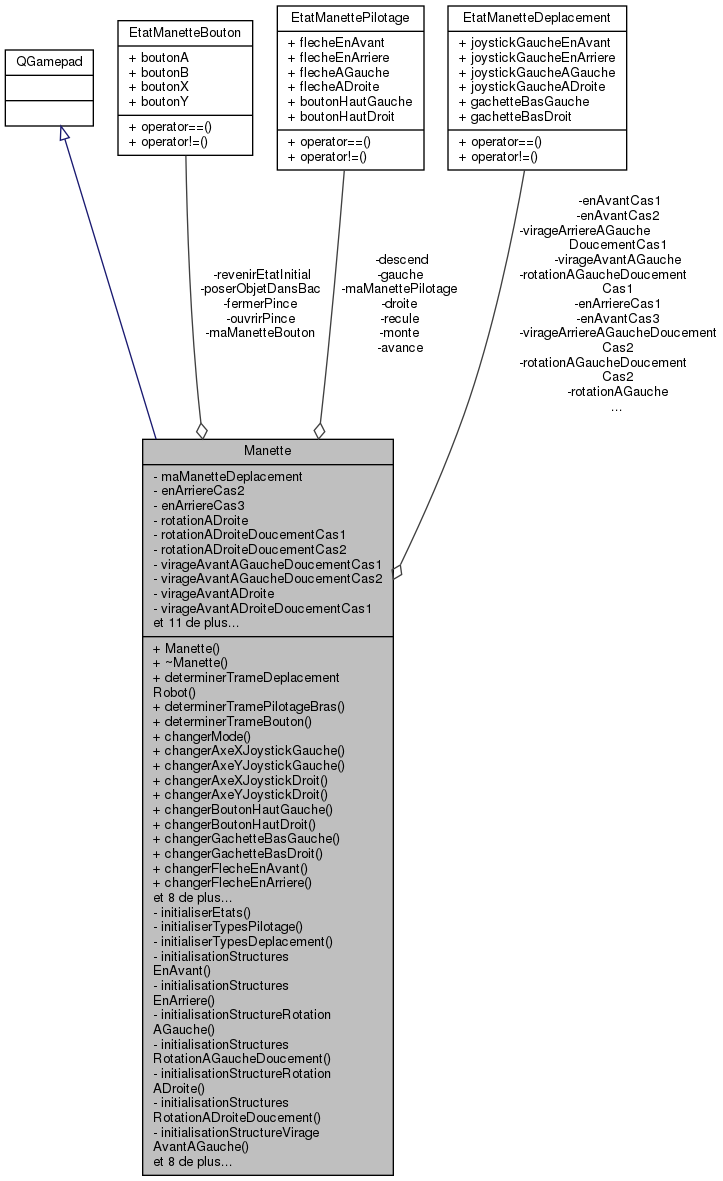 QGamepad
EtatManetteBouton
+ boutonA
+ boutonB
+ boutonX
+ boutonY
+ operator==()
+ operator!=()
EtatManettePilotage
+ flecheEnAvant
+ flecheEnArriere
+ flecheAGauche
+ flecheADroite
+ boutonHautGauche
+ boutonHautDroit
+ operator==()
+ operator!=()
EtatManetteDeplacement
+ joystickGaucheEnAvant
+ joystickGaucheEnArriere
+ joystickGaucheAGauche
+ joystickGaucheADroite
+ gachetteBasGauche
+ gachetteBasDroit
+ operator==()
+ operator!=()
-revenirEtatInitial
-poserObjetDansBac
-fermerPince
-ouvrirPince
-maManetteBouton
-descend
-gauche
-maManettePilotage
-droite
-recule
-monte
-avance
-enAvantCas1
-enAvantCas2
-virageArriereAGauche
DoucementCas1
-virageAvantAGauche
-rotationAGaucheDoucement
Cas1
-enArriereCas1
-enAvantCas3
-virageArriereAGaucheDoucement
Cas2
-rotationAGaucheDoucement
Cas2
-rotationAGauche
...
Manette
- maManetteDeplacement
- enArriereCas2
- enArriereCas3
- rotationADroite
- rotationADroiteDoucementCas1
- rotationADroiteDoucementCas2
- virageAvantAGaucheDoucementCas1
- virageAvantAGaucheDoucementCas2
- virageAvantADroite
- virageAvantADroiteDoucementCas1
et 11 de plus...
+ Manette()
+ ~Manette()
+ determinerTrameDeplacement
Robot()
+ determinerTramePilotageBras()
+ determinerTrameBouton()
+ changerMode()
+ changerAxeXJoystickGauche()
+ changerAxeYJoystickGauche()
+ changerAxeXJoystickDroit()
+ changerAxeYJoystickDroit()
+ changerBoutonHautGauche()
+ changerBoutonHautDroit()
+ changerGachetteBasGauche()
+ changerGachetteBasDroit()
+ changerFlecheEnAvant()
+ changerFlecheEnArriere()
et 8 de plus...
- initialiserEtats()
- initialiserTypesPilotage()
- initialiserTypesDeplacement()
- initialisationStructures
EnAvant()
- initialisationStructures
EnArriere()
- initialisationStructureRotation
AGauche()
- initialisationStructures
RotationAGaucheDoucement()
- initialisationStructureRotation
ADroite()
- initialisationStructures
RotationADroiteDoucement()
- initialisationStructureVirage
AvantAGauche()
et 8 de plus...